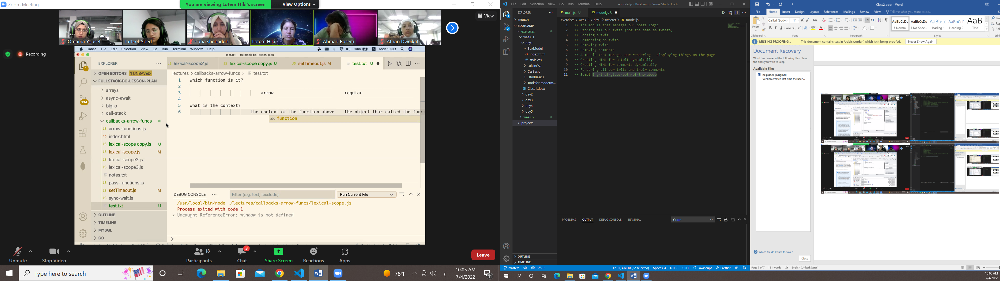 Zoom Meeting
You are viewing Lotem Hiki's screen
View Options
View
Omama Yousef
Tarteel Abed
suha shehadeh
Lotem Hiki
Ahmad Basem
Afnan Dweikat
Recording
Code File Edit Selection View Go Run Terminal Window Help
100%
Mon 10:03
test.txt — fullstack-bc-lesson-plan
EXPLORER
JS lexical-scope2.js
JS lexical-scope copy.js U
JS setTimeout.js M
test.txt U
OPEN EDITORS 1 UNSAVED
FULLSTACK-BC-LESSON-PLAN
arrays
async-await
big-o
call-stack
callbacks-arrow-funcs
JS arrow-functions.js
<> index.html
JS lexical-scope copy.js U
JS lexical-scope.js M
JS lexical-scope2.js
JS lexical-scope3.js
notes.txt
JS pass-functions.js
JS setTimeout.js M
JS sync-wait.js
test.txt U
OUTLINE
TIMELINE
MYSQL
GO
1
134
lectures > callbacks-arrow-funcs > test.txt
1 which function is it?
2
3 arrow regular
4
5 what is the context?
6 the context of the function above the object thar called the funct
abc function
DEBUG CONSOLE
Filter (e.g. text, !exclude)
Run Current File
/usr/local/bin/node ./lectures/callbacks-arrow-funcs/lexical-scope.js
Process exited with code 1
> Uncaught ReferenceError: window is not defined
Unmute
Stop Video
Participants 18
Chat 3
Share Screen
Reactions
Apps
Leave
Type here to search
78°F
ع
10:05 AM
7/4/2022
11
File Edit Selection View Go Run Terminal Help
● model.js - Bootcamp - Visual Studio Code
EXPLORER
JS main.js U
JS model.js U
SEARCH
BOOTCAMP
exercices
week-1
day1
BoxModel
<> index.html
# style.css
calcInCss
CssBasic
HtmlBasics
Toolsfor moderm...
Class1.docx
day2
day3
day4
day5
week-2
projects
OUTLINE
TIMELINE
1
64
exercices > week-2 > day1 > tweeter > JS model.js
1 // The module that manages our posts logic
2 // Storing all our twits (not the same as tweets)
3 // Posting a twit
4 // Commenting on twits
5 // Removing twits
6 // Removing comments
7 // A module that manages our rendering - displaying things on the page
8 // Creating HTML for a twit dynamically
9 // Creating HTML for comments dynamically
10 // Rendering all our twits and their comments
11 // Something that glues both of the above
PROBLEMS OUTPUT DEBUG CONSOLE TERMINAL
Code
master*
0 0
Ln 11, Col 10 (32 selected) Spaces: 4 UTF-8 CRLF {} JavaScript Prettier
Class2.docx - Word
File Home Insert Design Layout References Mailings Review View Tell me what you want to do...
Paste
Clipboard
Calibri (Body) 11
Font
Paragraph
AaBbCcDc AaBbCcDc AaBbCc AaBbCcC AaB
¶ Normal ¶ No Spac... Heading 1 Heading 2 Title
Styles
MISSING PROOFING... This document contains text in Arabic (Jordan) which isn't being proofed. Never Show Again
Document Recovery
Word has recovered the following files. Save
the ones you wish to keep.
Available Files
help.docx [Original]
Version created last time the user ...
Which file do I want to save?
Close
Page 7 of 7 131 words English (United States)
10:05 AM
7/4/2022